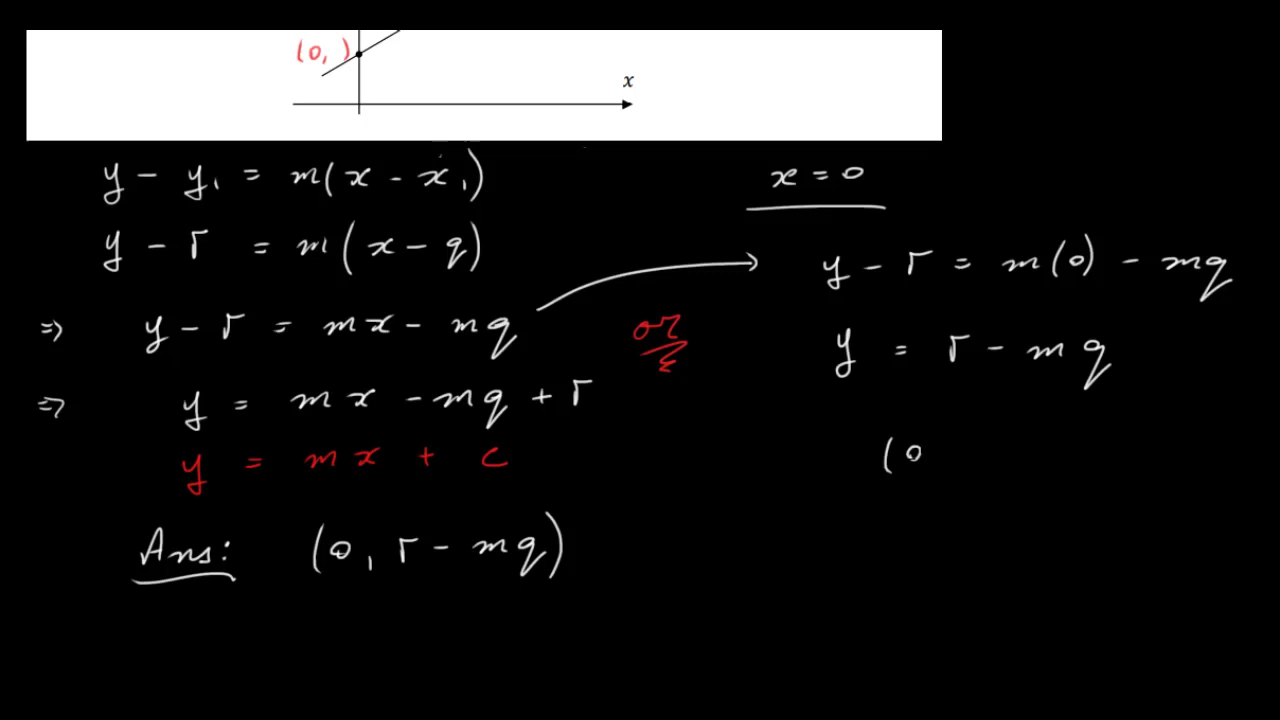 (0, )
x
y - y₁ = m(x - x₁)
y - r = m(x - q)
⇒ y - r = mx - mq
⇒ y = mx - mq + r
y = mx + c
Ans: (0, r - mq)
or
x = 0
y - r = m(0) - mq
y = r - mq
(0